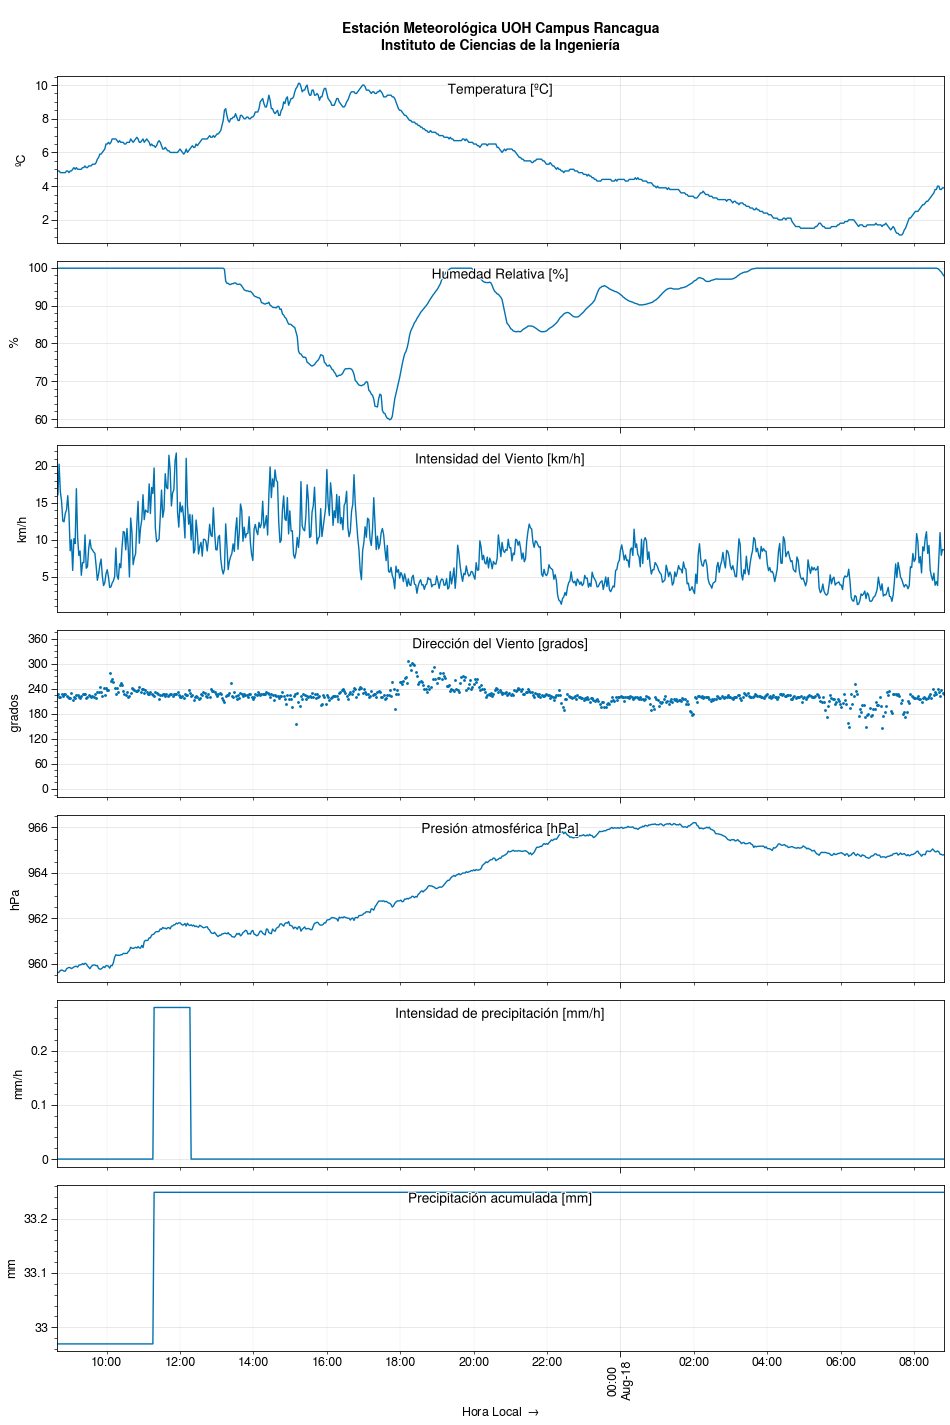 Estación Meteorológica UOH Campus Rancagua
Instituto de Ciencias de la Ingeniería
Temperatura [ºC]
ºC
10
8
6
4
2
Humedad Relativa [%]
%
100
90
80
70
60
Intensidad del Viento [km/h]
km/h
20
15
10
5
Dirección del Viento [grados]
grados
360
300
240
180
120
60
0
Presión atmosférica [hPa]
hPa
966
964
962
960
Intensidad de precipitación [mm/h]
mm/h
0.2
0.1
0
Precipitación acumulada [mm]
mm
33.2
33.1
33
10:00
12:00
14:00
16:00
18:00
20:00
22:00
00:00
Aug-18
02:00
04:00
06:00
08:00
Hora Local →